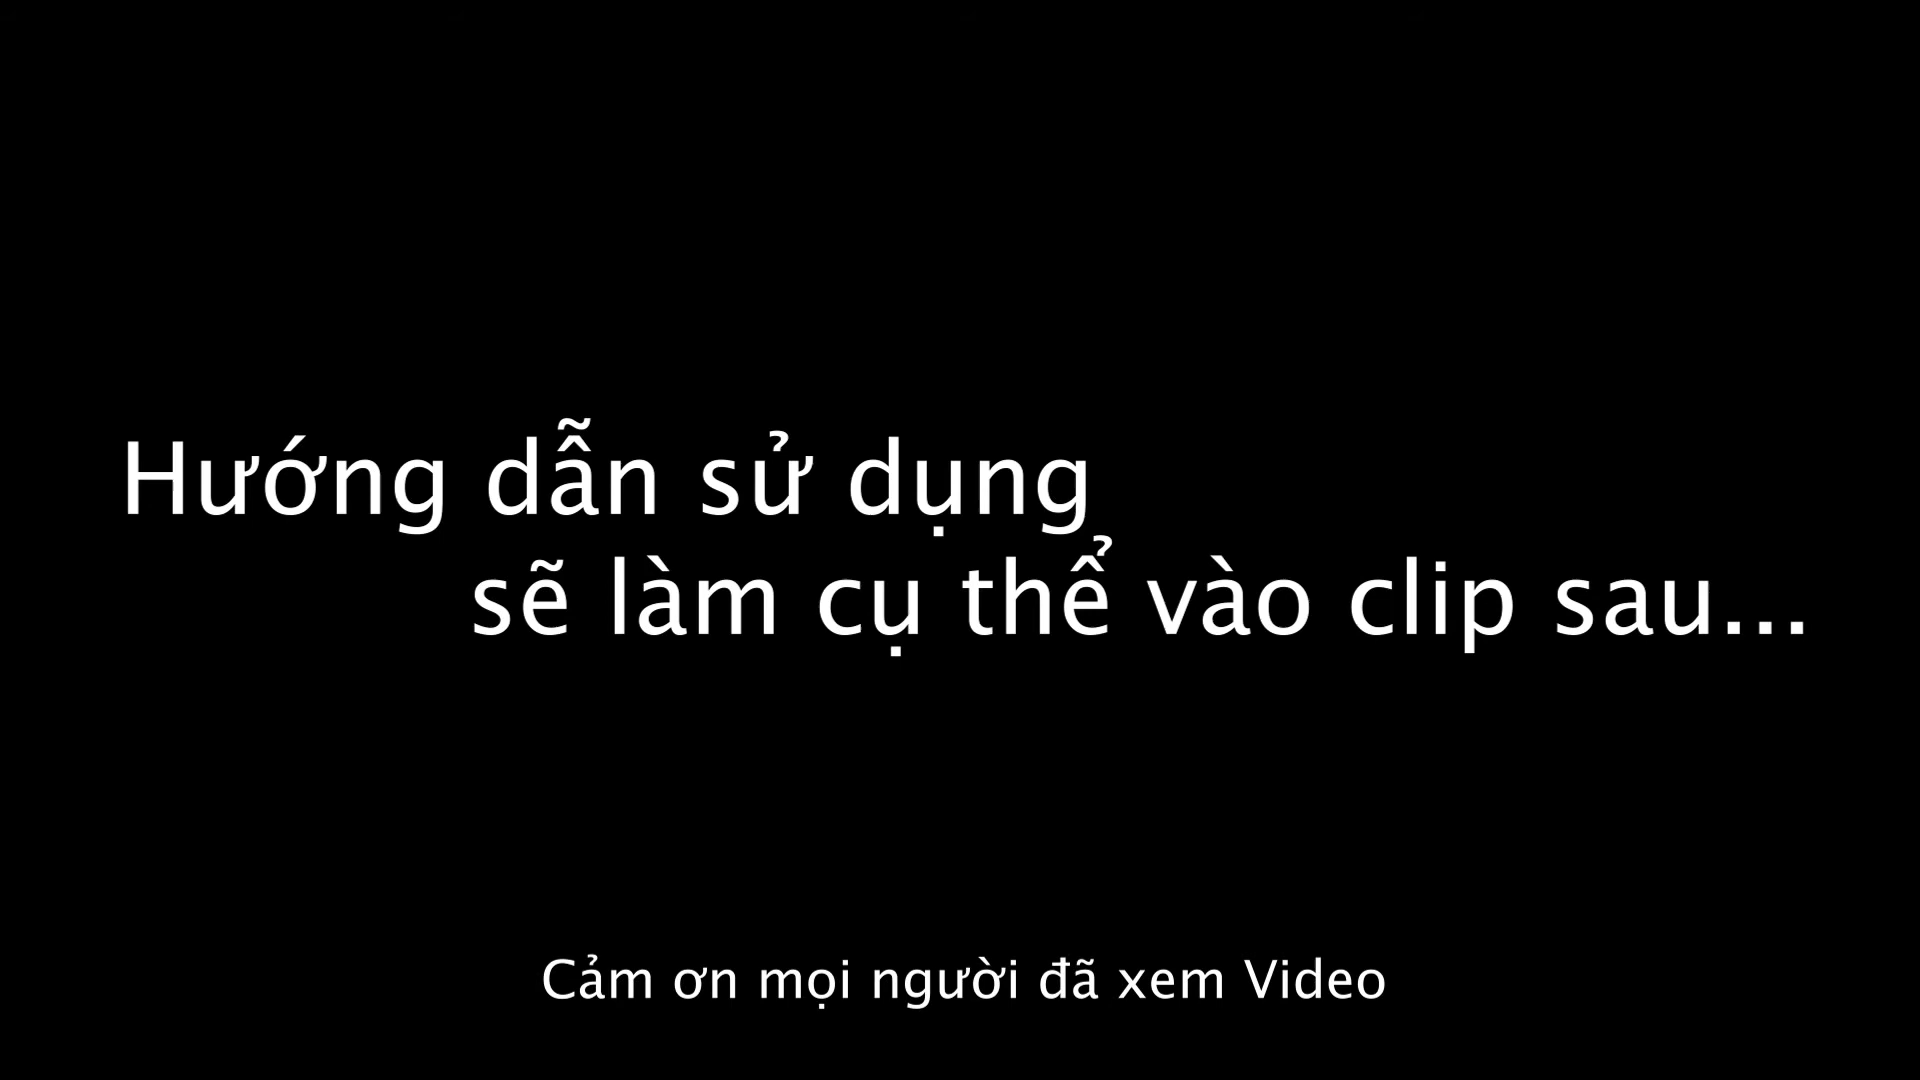 Hướng dẫn sử dụng
sẽ làm cụ thể vào clip sau...
Cảm ơn mọi người đã xem Video